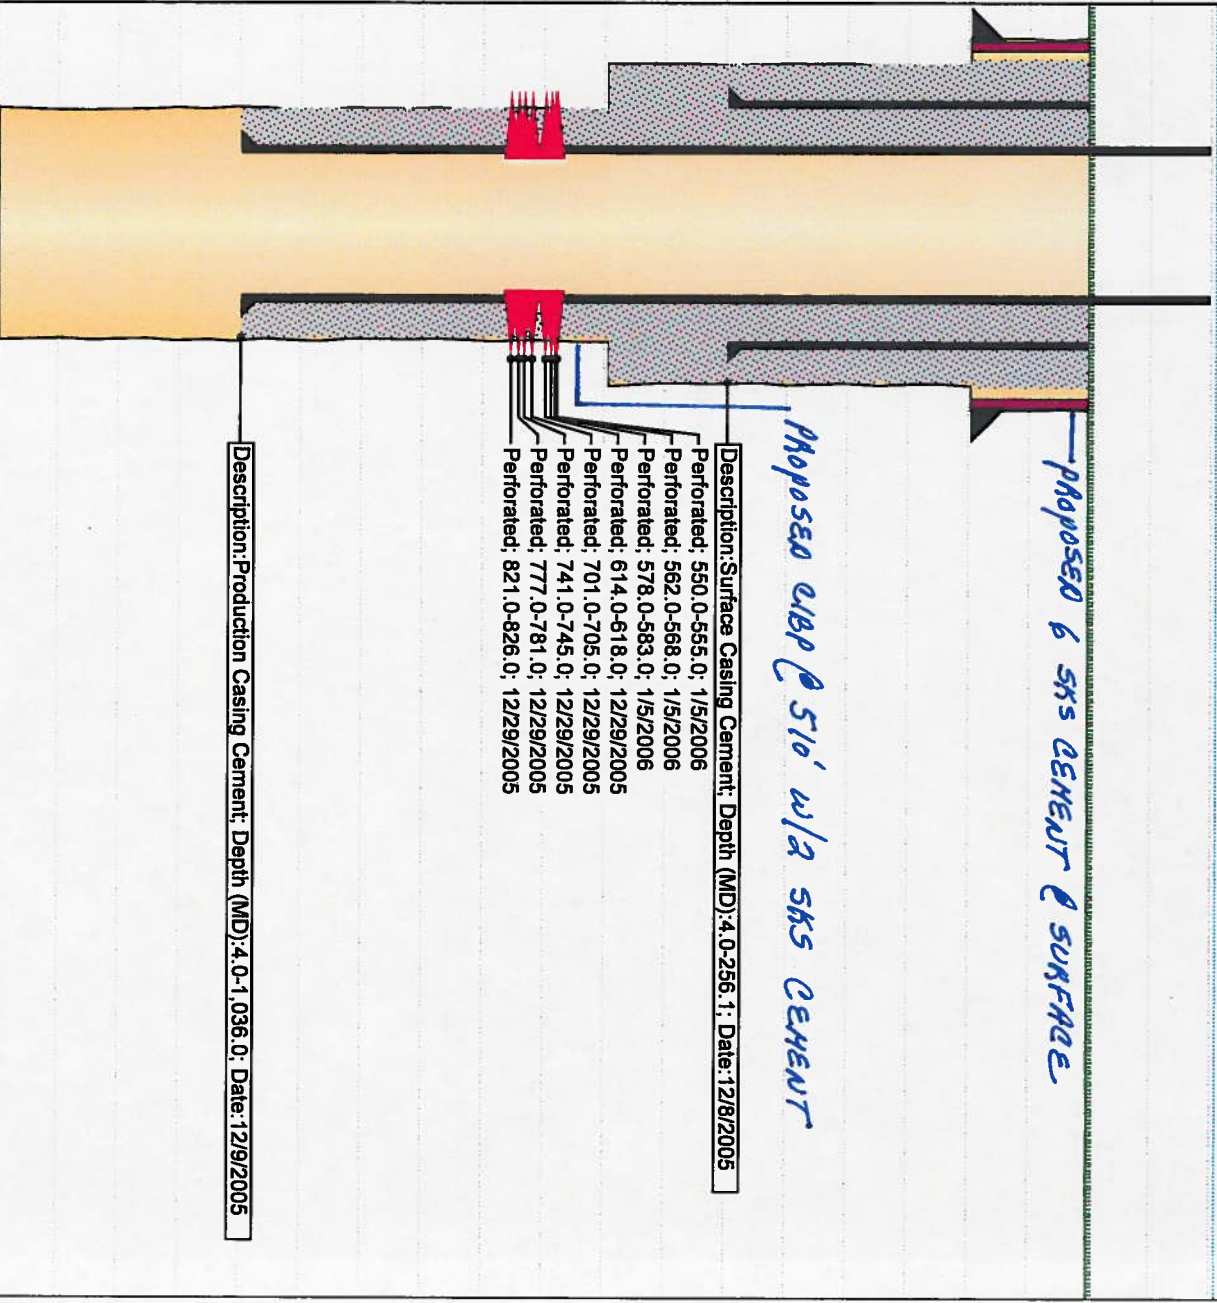 PROPOSED 6 SKS CEMENT @ SURFACE
PROPOSED CIBP @ 510' W/2 SKS CEMENT
Description:Surface Casing Cement; Depth (MD):4.0-256.1; Date:12/8/2005
Perforated; 550.0-555.0; 1/5/2006
Perforated; 562.0-568.0; 1/5/2006
Perforated; 578.0-583.0; 1/5/2006
Perforated; 614.0-618.0; 12/29/2005
Perforated; 701.0-705.0; 12/29/2005
Perforated; 741.0-745.0; 12/29/2005
Perforated; 777.0-781.0; 12/29/2005
Perforated; 821.0-826.0; 12/29/2005
Description:Production Casing Cement; Depth (MD):4.0-1,036.0; Date:12/9/2005